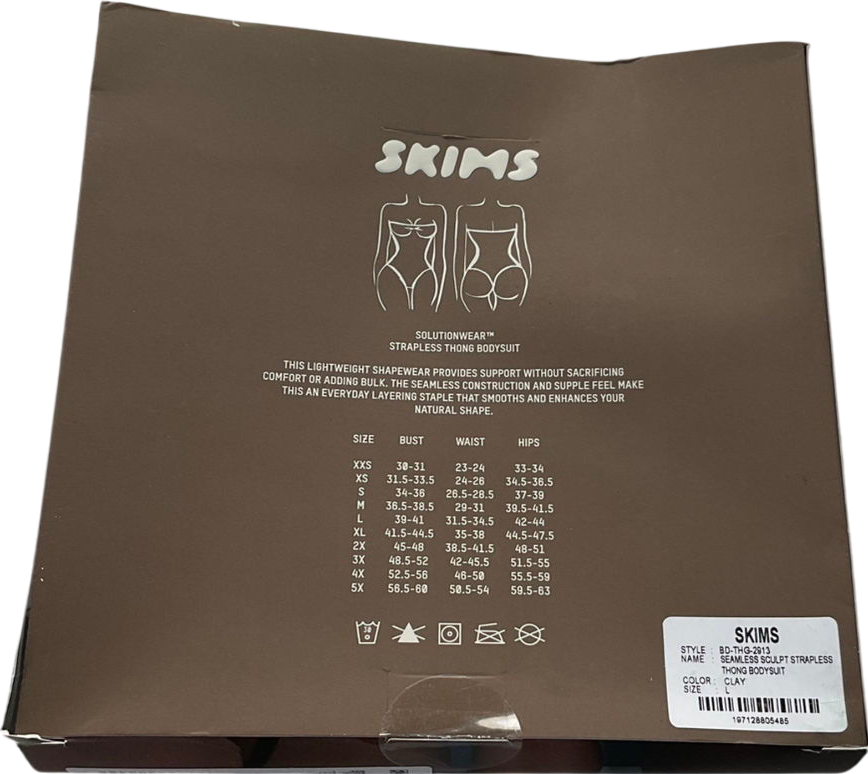 SKIMS
SOLUTIONWEAR™
STRAPLESS THONG BODYSUIT
THIS LIGHTWEIGHT SHAPEWEAR PROVIDES SUPPORT WITHOUT SACRIFICING
COMFORT OR ADDING BULK. THE SEAMLESS CONSTRUCTION AND SUPPLE FEEL MAKE
THIS AN EVERYDAY LAYERING STAPLE THAT SMOOTHS AND ENHANCES YOUR
NATURAL SHAPE.
SIZE BUST WAIST HIPS
XXS 30-31 23-24 33-34
XS 31.5-33.5 24-26 34.5-36.5
S 34-36 26.5-28.5 37-39
M 36.5-38.5 29-31 39.5-41.5
L 39-41 31.5-34.5 42-44
XL 41.5-44.5 35-38 44.5-47.5
2X 45-48 38.5-41.5 48-51
3X 48.5-52 42-45.5 51.5-55
4X 52.5-56 46-50 55.5-59
5X 56.5-60 50.5-54 59.5-63
30
SKIMS
STYLE : BD-THG-2913
NAME : SEAMLESS SCULPT STRAPLESS
THONG BODYSUIT
COLOR : CLAY
SIZE : L
197128805485